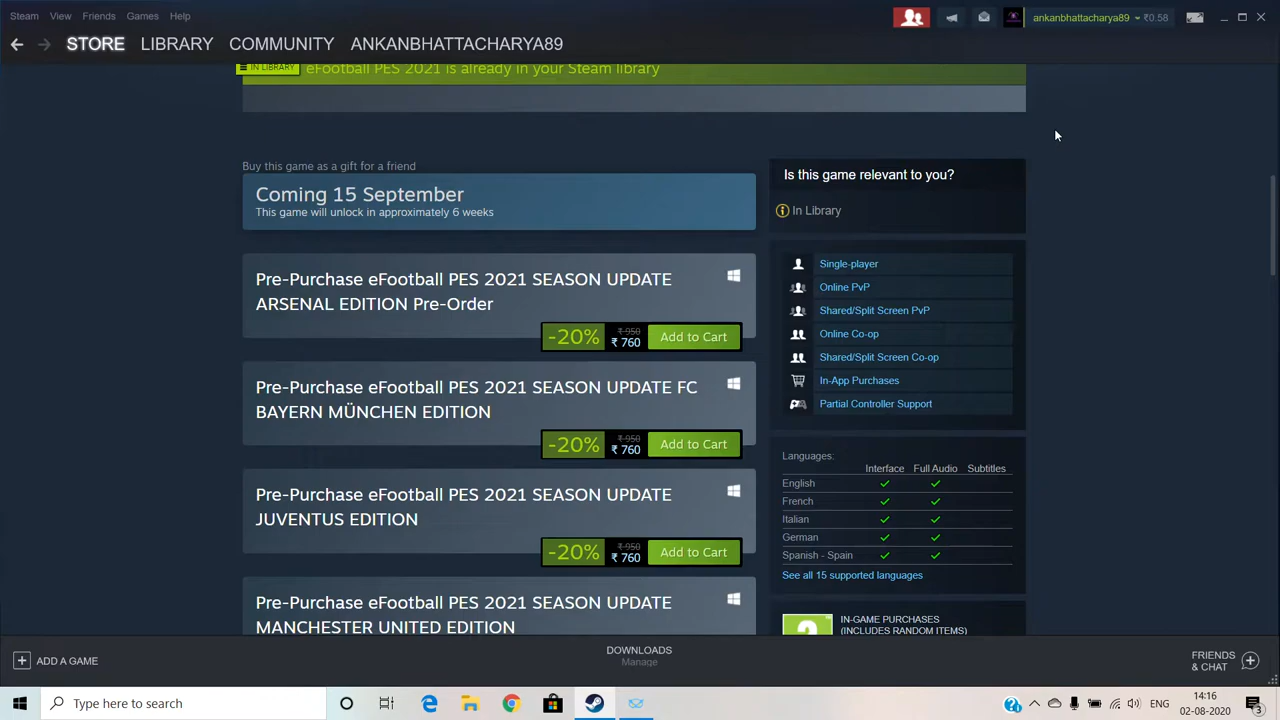 Steam View Friends Games Help
ankanbhattacharya89 ₹0.58
STORE LIBRARY COMMUNITY ANKANBHATTACHARYA89
IN LIBRARY eFootball PES 2021 is already in your Steam library
Buy this game as a gift for a friend
Coming 15 September
This game will unlock in approximately 6 weeks
Pre-Purchase eFootball PES 2021 SEASON UPDATE
ARSENAL EDITION Pre-Order
-20% ₹ 950 ₹ 760 Add to Cart
Pre-Purchase eFootball PES 2021 SEASON UPDATE FC
BAYERN MÜNCHEN EDITION
-20% ₹ 950 ₹ 760 Add to Cart
Pre-Purchase eFootball PES 2021 SEASON UPDATE
JUVENTUS EDITION
-20% ₹ 950 ₹ 760 Add to Cart
Pre-Purchase eFootball PES 2021 SEASON UPDATE
MANCHESTER UNITED EDITION
Is this game relevant to you?
In Library
Single-player
Online PvP
Shared/Split Screen PvP
Online Co-op
Shared/Split Screen Co-op
In-App Purchases
Partial Controller Support
Languages:
Interface Full Audio Subtitles
English
French
Italian
German
Spanish - Spain
See all 15 supported languages
IN-GAME PURCHASES
(INCLUDES RANDOM ITEMS)
ADD A GAME
DOWNLOADS
Manage
FRIENDS
& CHAT
Type here to search
ENG
14:16
02-08-2020
3